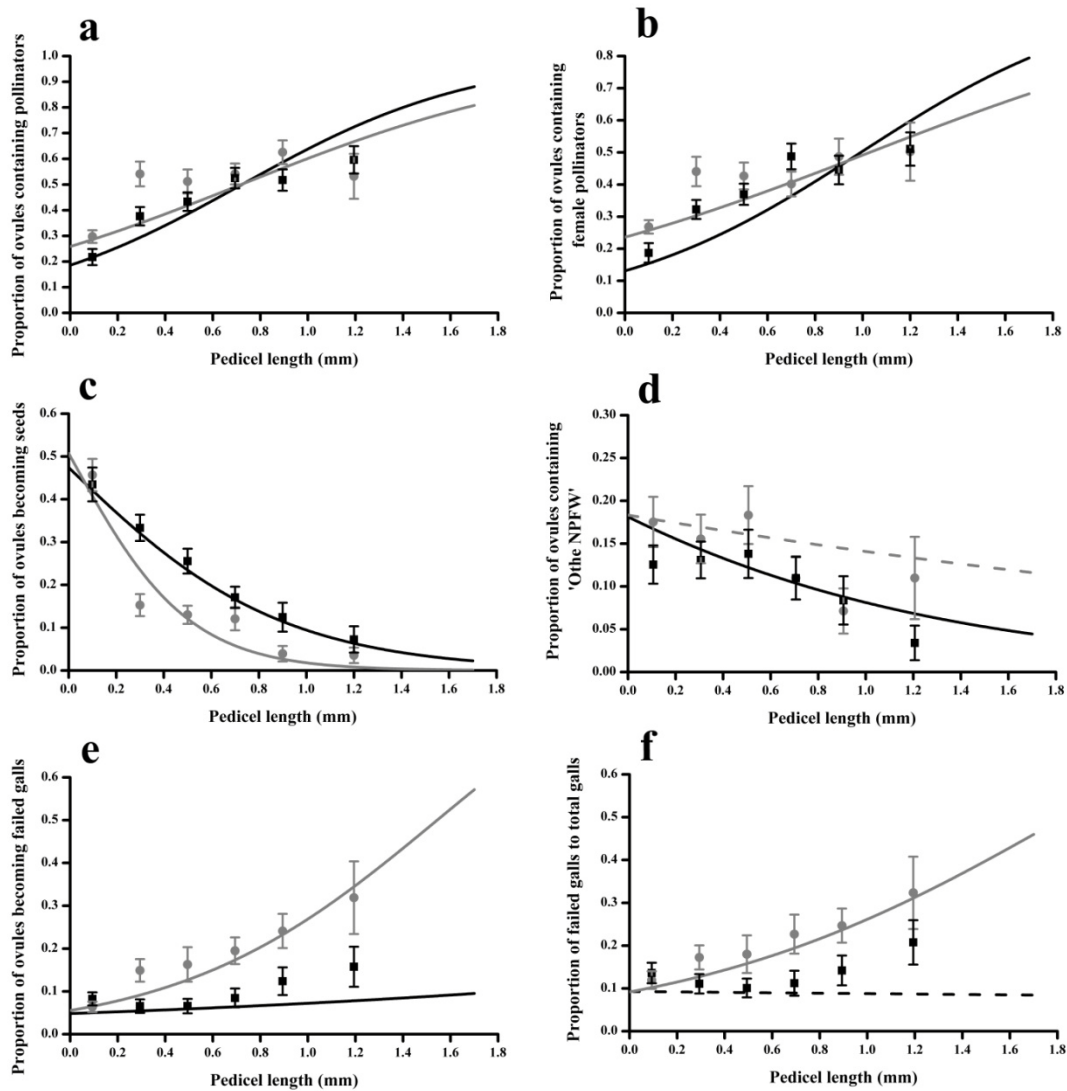 a
Proportion of ovules containing pollinators
1.0
0.9
0.8
0.7
0.6
0.5
0.4
0.3
0.2
0.1
0.0
0.0 0.2 0.4 0.6 0.8 1.0 1.2 1.4 1.6 1.8
Pedicel length (mm)
b
Proportion of ovules containing
female pollinators
0.8
0.7
0.6
0.5
0.4
0.3
0.2
0.1
0.0
0.0 0.2 0.4 0.6 0.8 1.0 1.2 1.4 1.6 1.8
Pedicel length (mm)
c
Proportion of ovules becoming seeds
0.6
0.5
0.4
0.3
0.2
0.1
0.0
0.0 0.2 0.4 0.6 0.8 1.0 1.2 1.4 1.6 1.8
Pedicel length (mm)
d
Proportion of ovules containing
'Othe NPFW'
0.30
0.25
0.20
0.15
0.10
0.05
0.00
0.0 0.2 0.4 0.6 0.8 1.0 1.2 1.4 1.6 1.8
Pedicel length (mm)
e
Proportion of ovules becoming failed galls
0.6
0.5
0.4
0.3
0.2
0.1
0.0
0.0 0.2 0.4 0.6 0.8 1.0 1.2 1.4 1.6 1.8
Pedicel length (mm)
f
Proportion of failed galls to total galls
0.6
0.5
0.4
0.3
0.2
0.1
0.0
0.0 0.2 0.4 0.6 0.8 1.0 1.2 1.4 1.6 1.8
Pedicel length (mm)